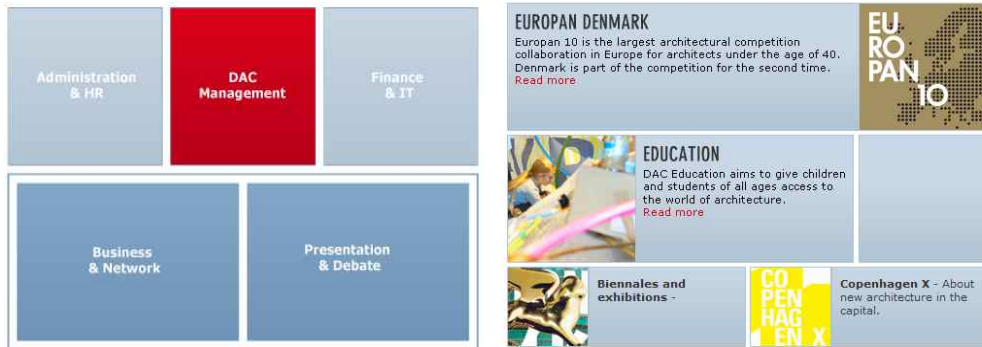 Administration
& HR
DAC
Management
Finance
& IT
Business
& Network
Presentation
& Debate
EUROPAN DENMARK
Europan 10 is the largest architectural competition
collaboration in Europe for architects under the age of 40.
Denmark is part of the competition for the second time.
Read more
EU
RO
PAN
10
EDUCATION
DAC Education aims to give children
and students of all ages access to
the world of architecture.
Read more
Biennales and
exhibitions -
CO
PEN
HAG
EN X
Copenhagen X - About
new architecture in the
capital.